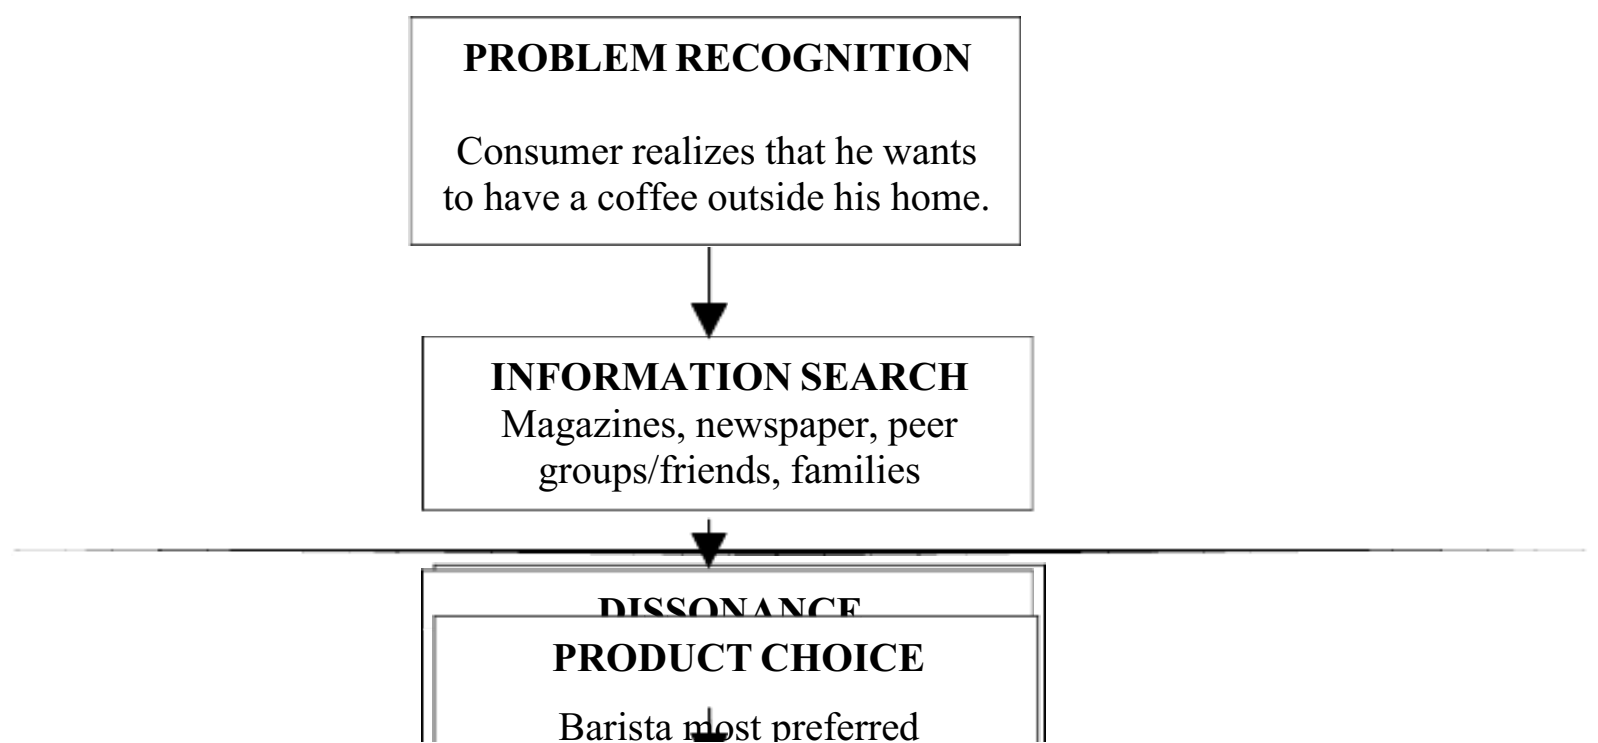 PROBLEM RECOGNITION
Consumer realizes that he wants
to have a coffee outside his home.
INFORMATION SEARCH
Magazines, newspaper, peer
groups/friends, families
DISSONANCE
PRODUCT CHOICE
Barista most preferred